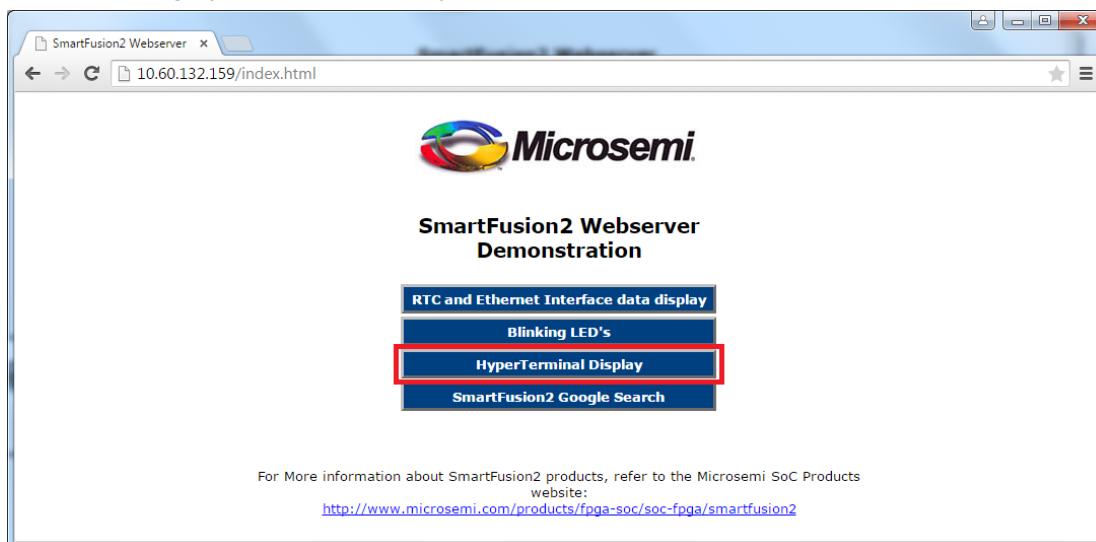 SmartFusion2 Webserver
10.60.132.159/index.html
Microsemi.
SmartFusion2 Webserver
Demonstration
RTC and Ethernet Interface data display
Blinking LED's
HyperTerminal Display
SmartFusion2 Google Search
For More information about SmartFusion2 products, refer to the Microsemi SoC Products
website:
http://www.microsemi.com/products/fpga-soc/soc-fpga/smartfusion2